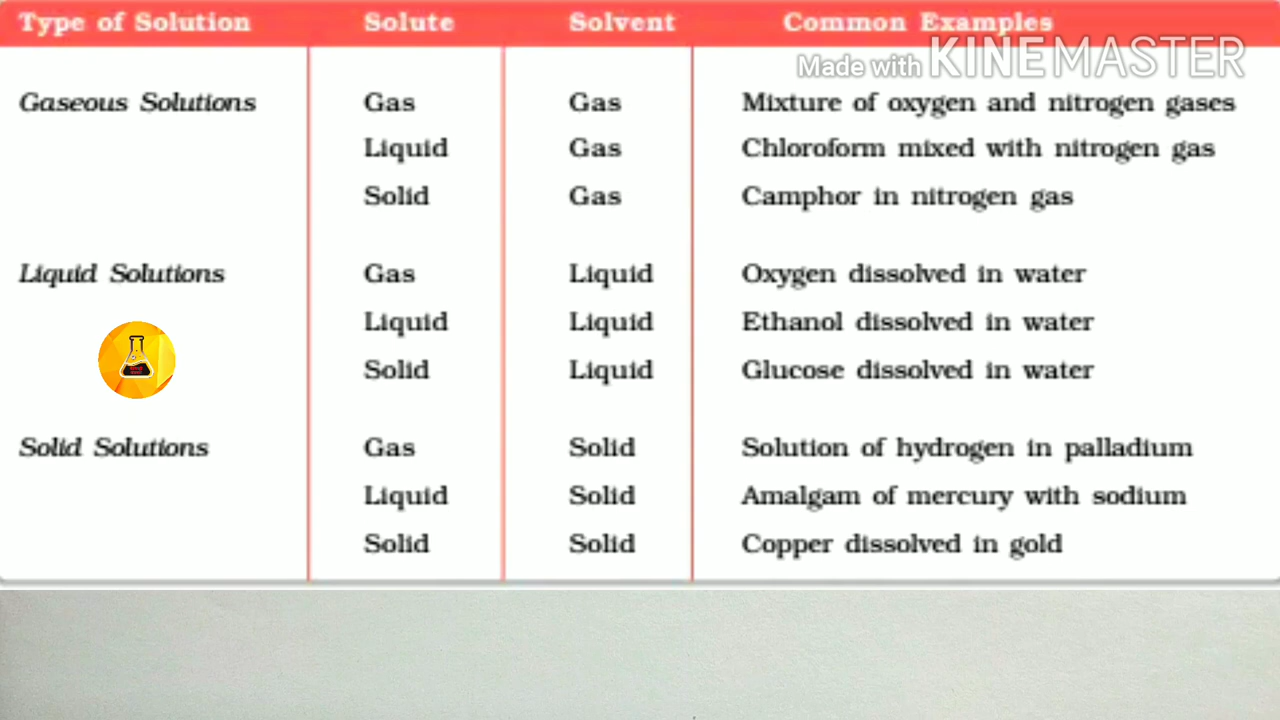 Type of Solution Solute Solvent Common Examples
Made with KINEMASTER
Gaseous Solutions Gas Gas Mixture of oxygen and nitrogen gases
Liquid Gas Chloroform mixed with nitrogen gas
Solid Gas Camphor in nitrogen gas
Liquid Solutions Gas Liquid Oxygen dissolved in water
Liquid Liquid Ethanol dissolved in water
Solid Liquid Glucose dissolved in water
Solid Solutions Gas Solid Solution of hydrogen in palladium
Liquid Solid Amalgam of mercury with sodium
Solid Solid Copper dissolved in gold